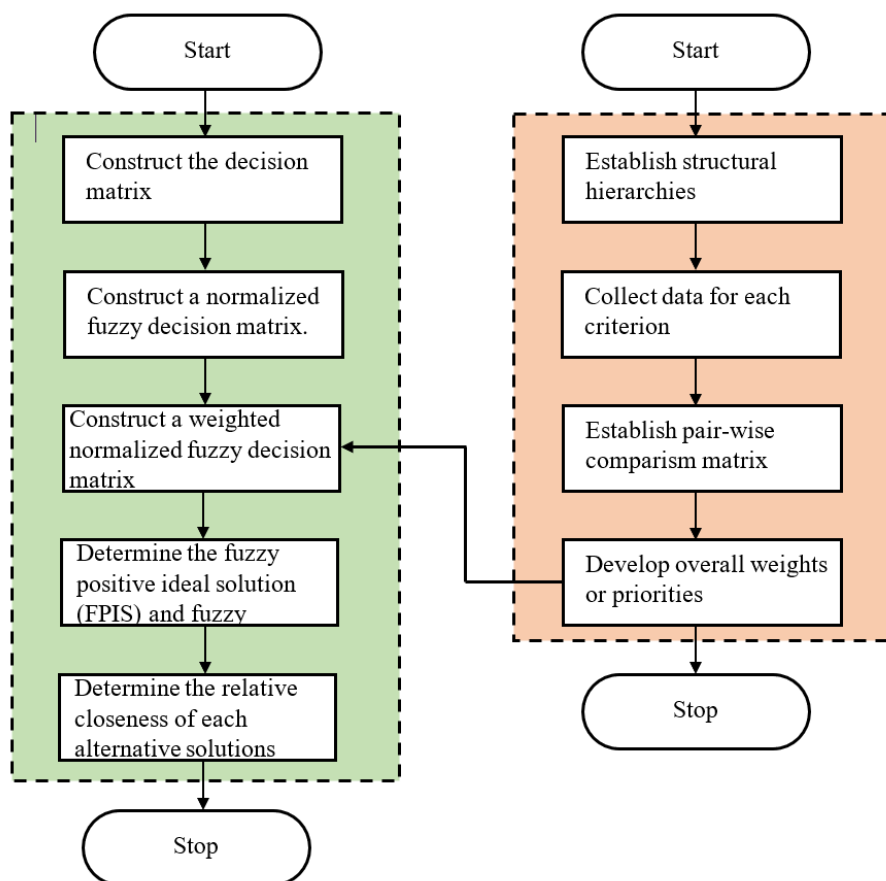 Start
Construct the decision
matrix
Construct a normalized
fuzzy decision matrix.
Construct a weighted
normalized fuzzy decision
matrix
Determine the fuzzy
positive ideal solution
(FPIS) and fuzzy
Determine the relative
closeness of each
alternative solutions
Stop
Start
Establish structural
hierarchies
Collect data for each
criterion
Establish pair-wise
comparism matrix
Develop overall weights
or priorities
Stop